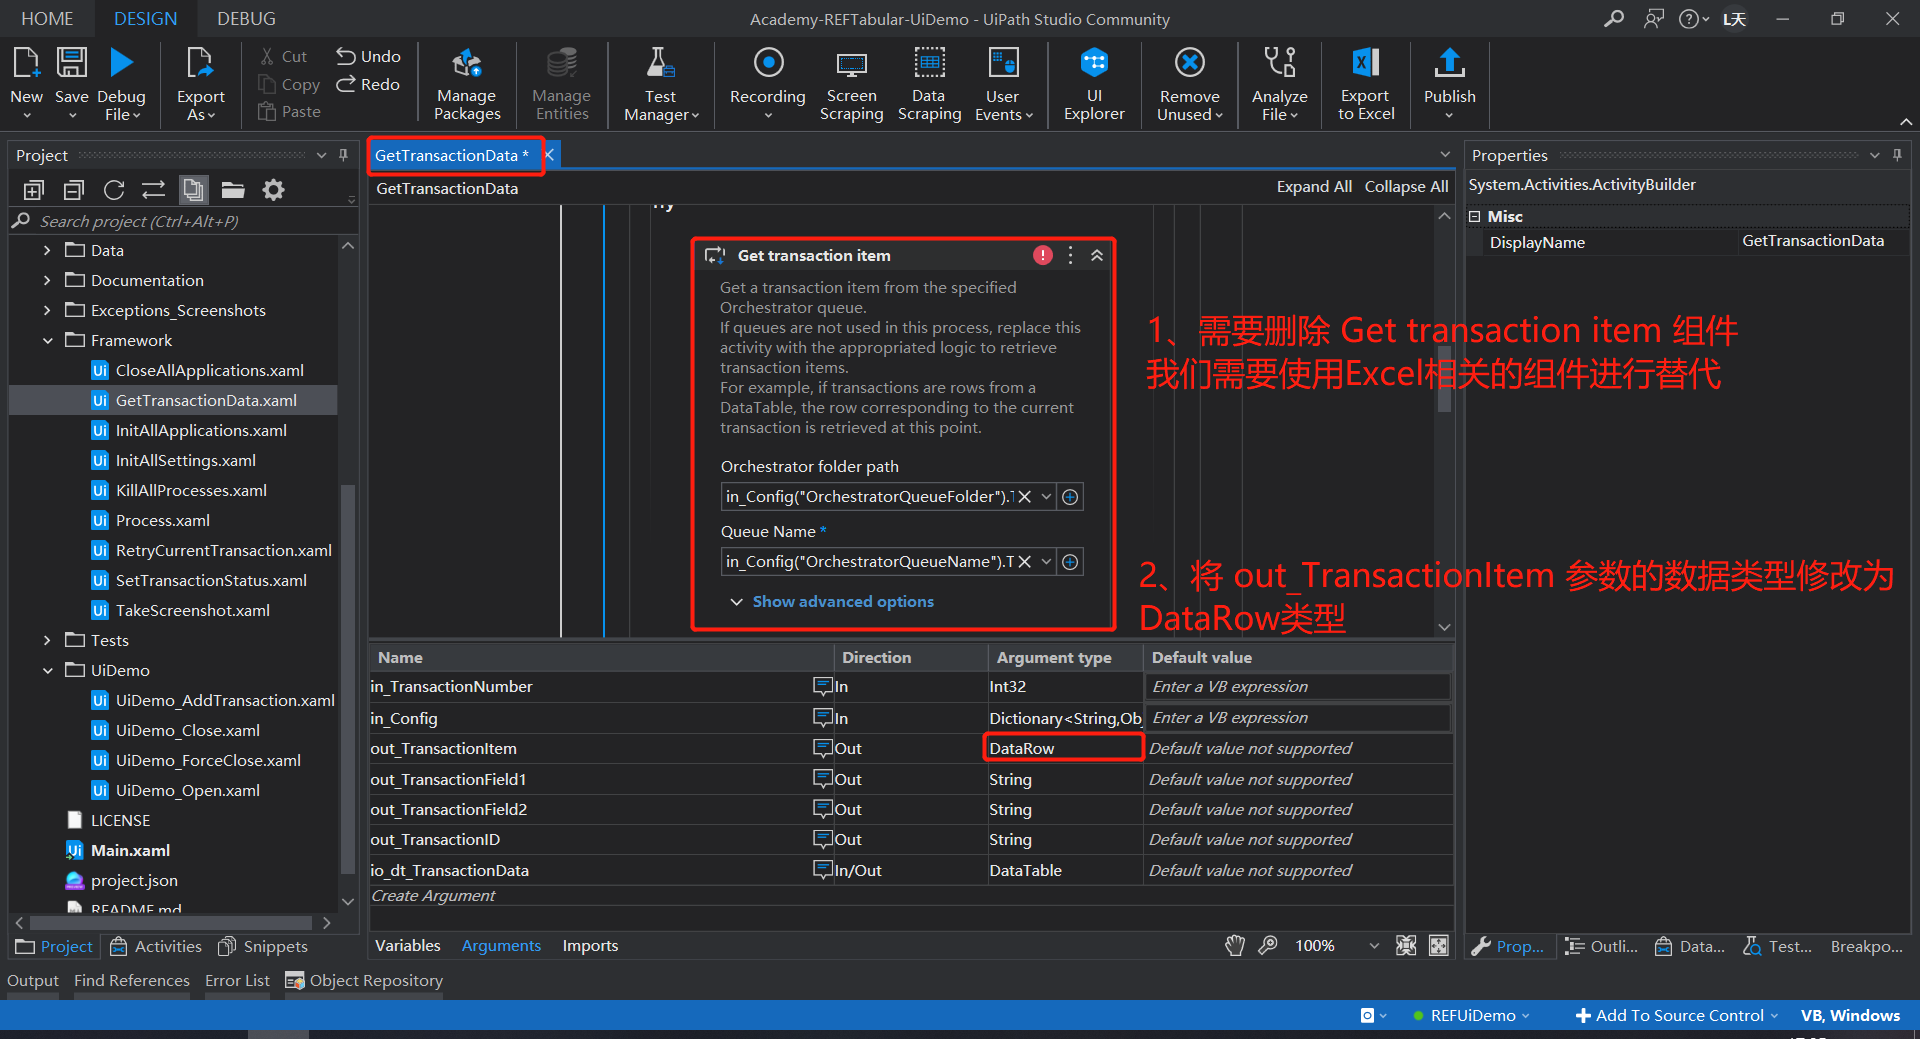 HOME DESIGN DEBUG
Academy-REFTabular-UiDemo - UiPath Studio Community
L天
New Save Debug File
Export As
Cut
Copy
Paste
Undo
Redo
Manage Packages
Manage Entities
Test Manager
Recording
Screen Scraping
Data Scraping
User Events
UI Explorer
Remove Unused
Analyze File
Export to Excel
Publish
Project
Search project (Ctrl+Alt+P)
Data
Documentation
Exceptions_Screenshots
Framework
CloseAllApplications.xaml
GetTransactionData.xaml
InitAllApplications.xaml
InitAllSettings.xaml
KillAllProcesses.xaml
Process.xaml
RetryCurrentTransaction.xaml
SetTransactionStatus.xaml
TakeScreenshot.xaml
Tests
UiDemo
UiDemo_AddTransaction.xaml
UiDemo_Close.xaml
UiDemo_ForceClose.xaml
UiDemo_Open.xaml
LICENSE
Main.xaml
project.json
README.md
Project Activities Snippets
GetTransactionData *
GetTransactionData
Expand All Collapse All
Get transaction item
Get a transaction item from the specified
Orchestrator queue.
If queues are not used in this process, replace this
activity with the appropriated logic to retrieve
transaction items.
For example, if transactions are rows from a
DataTable, the row corresponding to the current
transaction is retrieved at this point.
Orchestrator folder path
in_Config("OrchestratorQueueFolder").T
Queue Name *
in_Config("OrchestratorQueueName").T
Show advanced options
1、需要删除 Get transaction item 组件
我们需要使用Excel相关的组件进行替代
2、将 out_TransactionItem 参数的数据类型修改为
DataRow类型
Name Direction Argument type Default value
in_TransactionNumber In Int32 Enter a VB expression
in_Config In Dictionary<String,Ob Enter a VB expression
out_TransactionItem Out DataRow Default value not supported
out_TransactionField1 Out String Default value not supported
out_TransactionField2 Out String Default value not supported
out_TransactionID Out String Default value not supported
io_dt_TransactionData In/Out DataTable Default value not supported
Create Argument
Variables Arguments Imports
100%
Properties
System.Activities.ActivityBuilder
Misc
DisplayName GetTransactionData
Prop... Outli... Data... Test... Breakpo...
Output Find References Error List Object Repository
REFUiDemo Add To Source Control VB, Windows